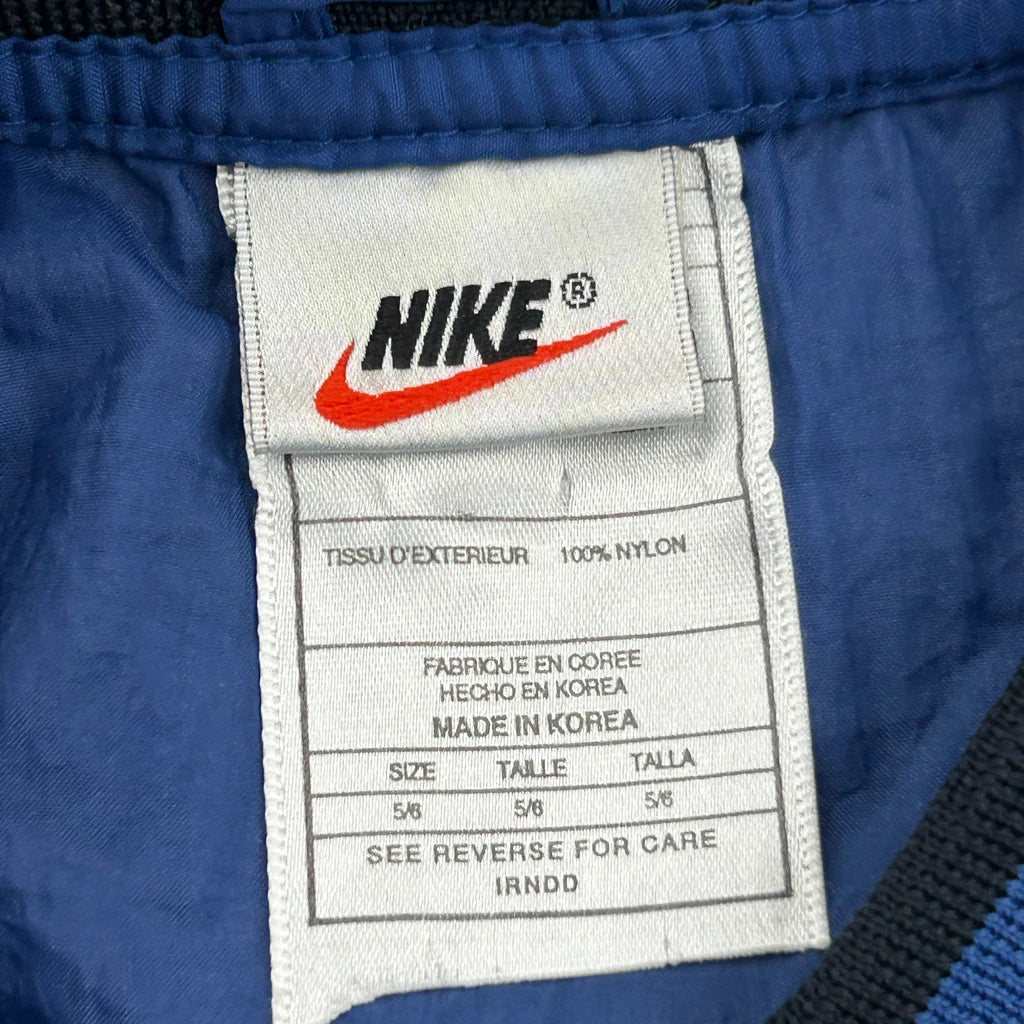 NIKE®
TISSU D'EXTERIEUR 100% NYLON
FABRIQUE EN COREE
HECHO EN KOREA
MADE IN KOREA
SIZE TAILLE TALLA
5/6 5/6 5/6
SEE REVERSE FOR CARE
IRNDD